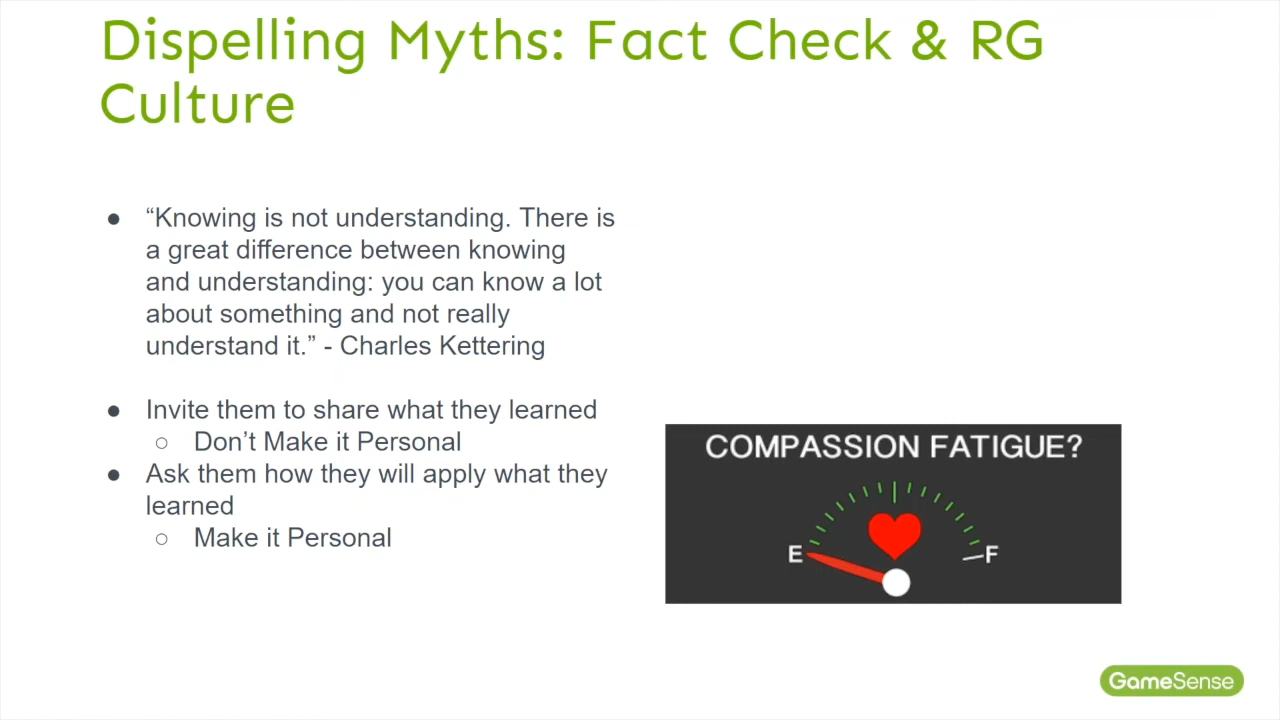 Dispelling Myths: Fact Check & RG
Culture
● “Knowing is not understanding. There is
a great difference between knowing
and understanding: you can know a lot
about something and not really
understand it.” - Charles Kettering
● Invite them to share what they learned
○ Don’t Make it Personal
● Ask them how they will apply what they
learned
○ Make it Personal
COMPASSION FATIGUE?
E F
GameSense